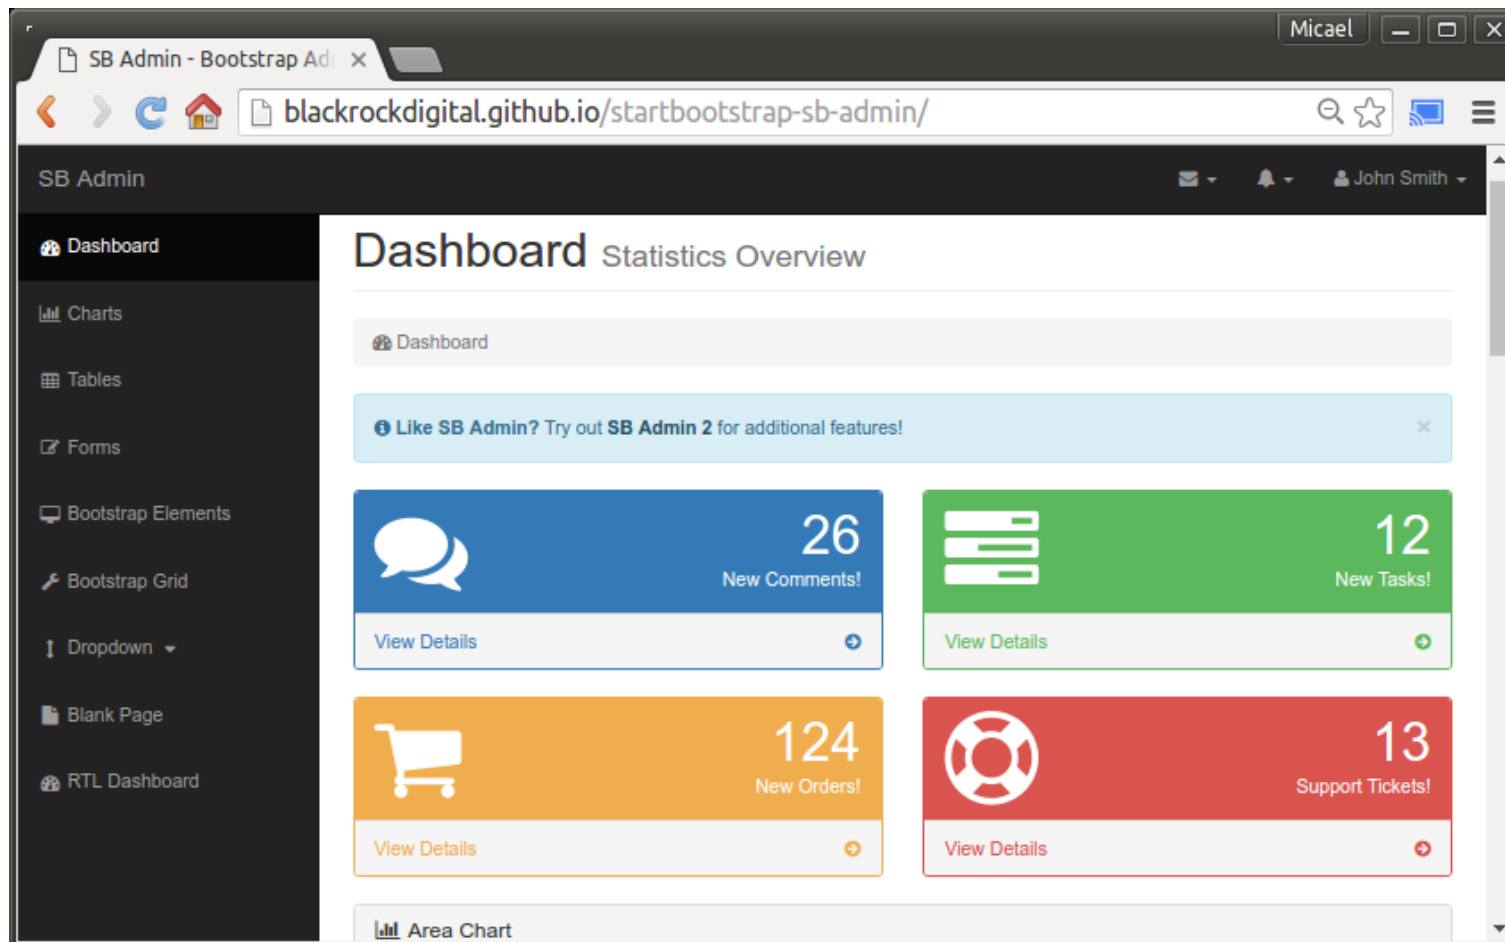 Micael
SB Admin - Bootstrap Ad
blackrockdigital.github.io/startbootstrap-sb-admin/
SB Admin
John Smith
Dashboard
Charts
Tables
Forms
Bootstrap Elements
Bootstrap Grid
Dropdown
Blank Page
RTL Dashboard
Dashboard Statistics Overview
Dashboard
Like SB Admin? Try out SB Admin 2 for additional features!
26
New Comments!
View Details
12
New Tasks!
View Details
124
New Orders!
View Details
13
Support Tickets!
View Details
Area Chart